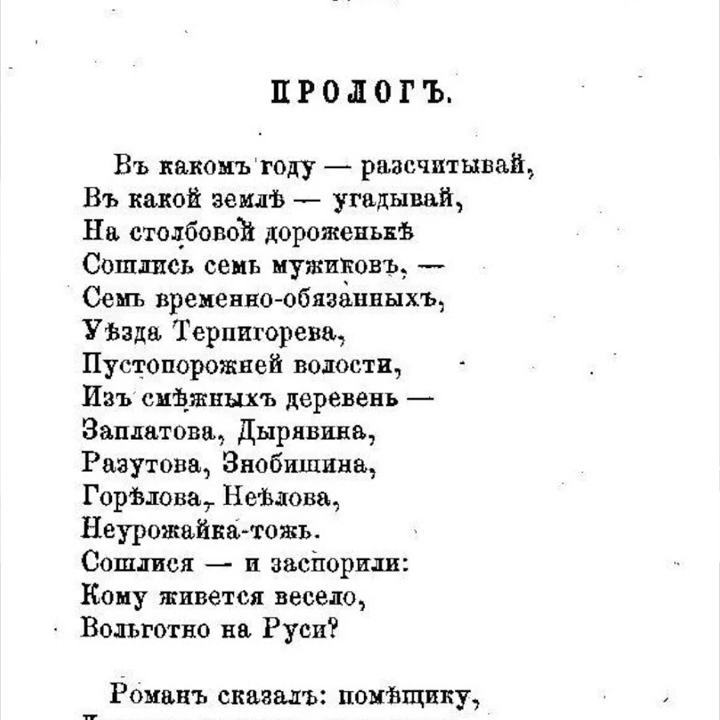 ПРОЛОГЪ.
Въ какомъ году — разсчитывай,
Въ какой землѣ — угадывай,
На столбовой дороженькѣ
Сошлись семь мужиковъ, —
Семь временно-обязанныхъ,
Уѣзда Терпигорева,
Пустопорожней волости,
Изъ смѣжныхъ деревень —
Заплатова, Дырявина,
Разутова, Знобишина,
Горѣлова, Неѣлова,
Неурожайка-тожъ.
Сошлися — и заспорили:
Кому живется весело,
Вольготно на Руси?
Романъ сказалъ: помѣщику,